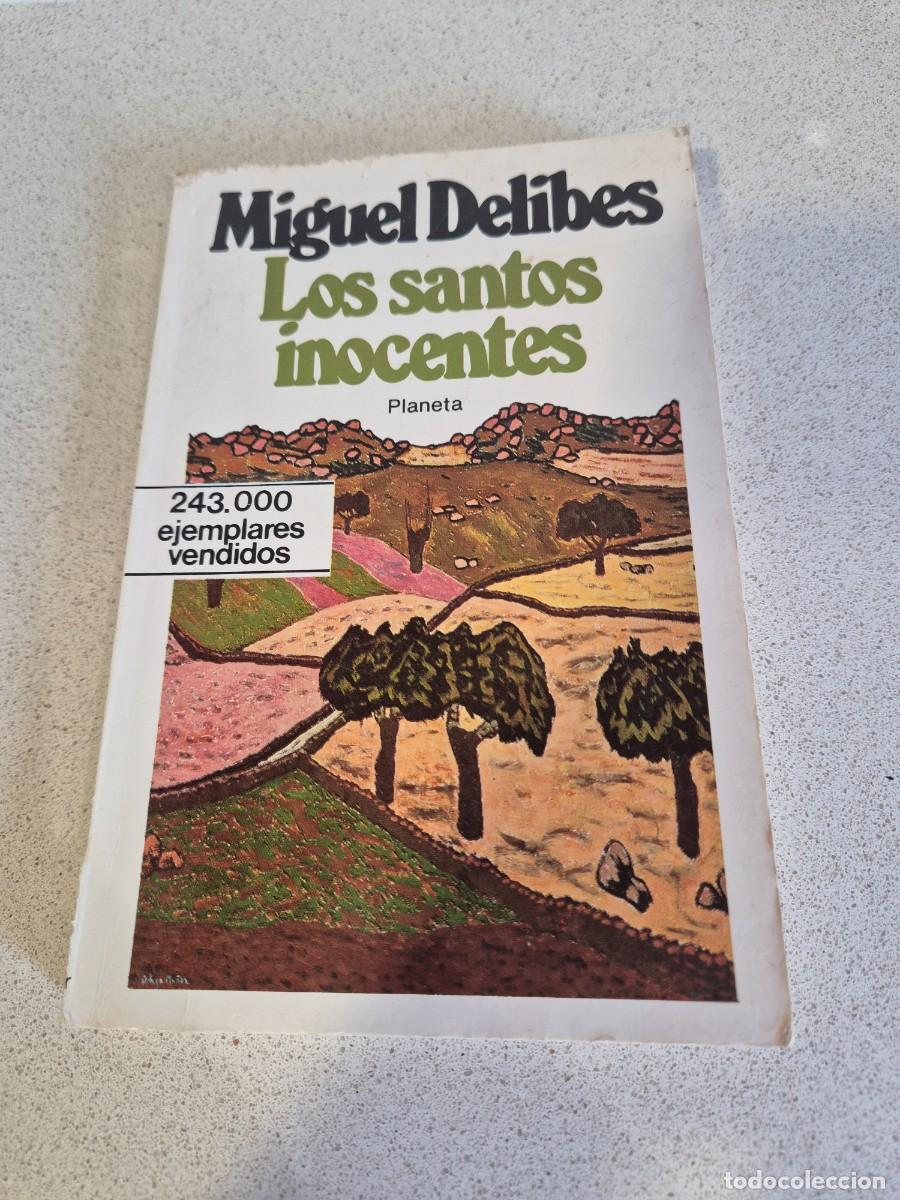 Miguel Delibes
Los santos
inocentes
Planeta
243.000
ejemplares
vendidos
todocoleccion